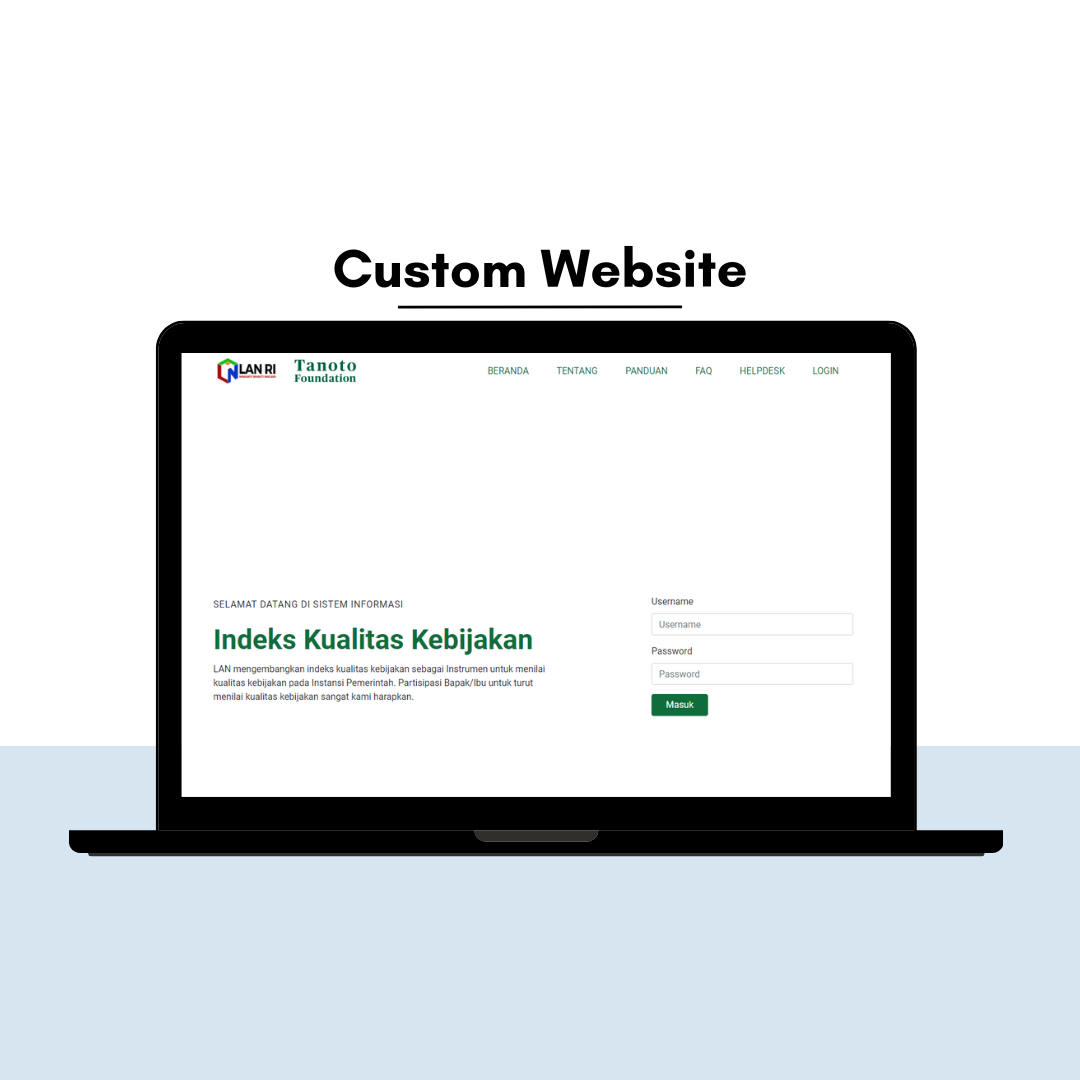 Custom Website
LAN RI
Tanoto
Foundation
BERANDA TENTANG PANDUAN FAQ HELPDESK LOGIN
SELAMAT DATANG DI SISTEM INFORMASI
Indeks Kualitas Kebijakan
LAN mengembangkan indeks kualitas kebijakan sebagai Instrumen untuk menilai
kualitas kebijakan pada Instansi Pemerintah. Partisipasi Bapak/Ibu untuk turut
menilai kualitas kebijakan sangat kami harapkan.
Username
Username
Password
Password
Masuk